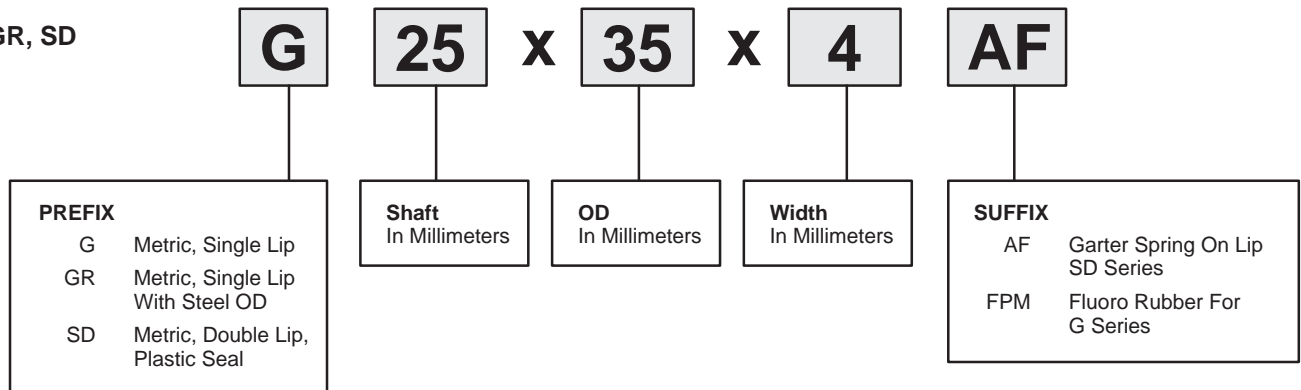 GR, SD
G 25 x 35 x 4 AF
PREFIX
G Metric, Single Lip
GR Metric, Single Lip
With Steel OD
SD Metric, Double Lip,
Plastic Seal
Shaft
In Millimeters
OD
In Millimeters
Width
In Millimeters
SUFFIX
AF Garter Spring On Lip
SD Series
FPM Fluoro Rubber For
G Series